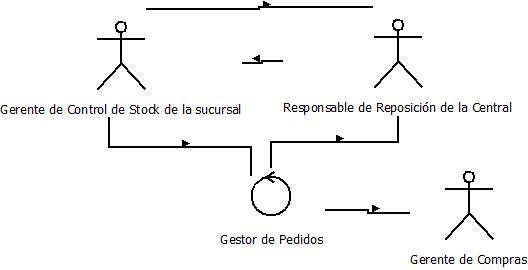 Gerente de Control de Stock de la sucursal
Responsable de Reposición de la Central
Gestor de Pedidos
Gerente de Compras